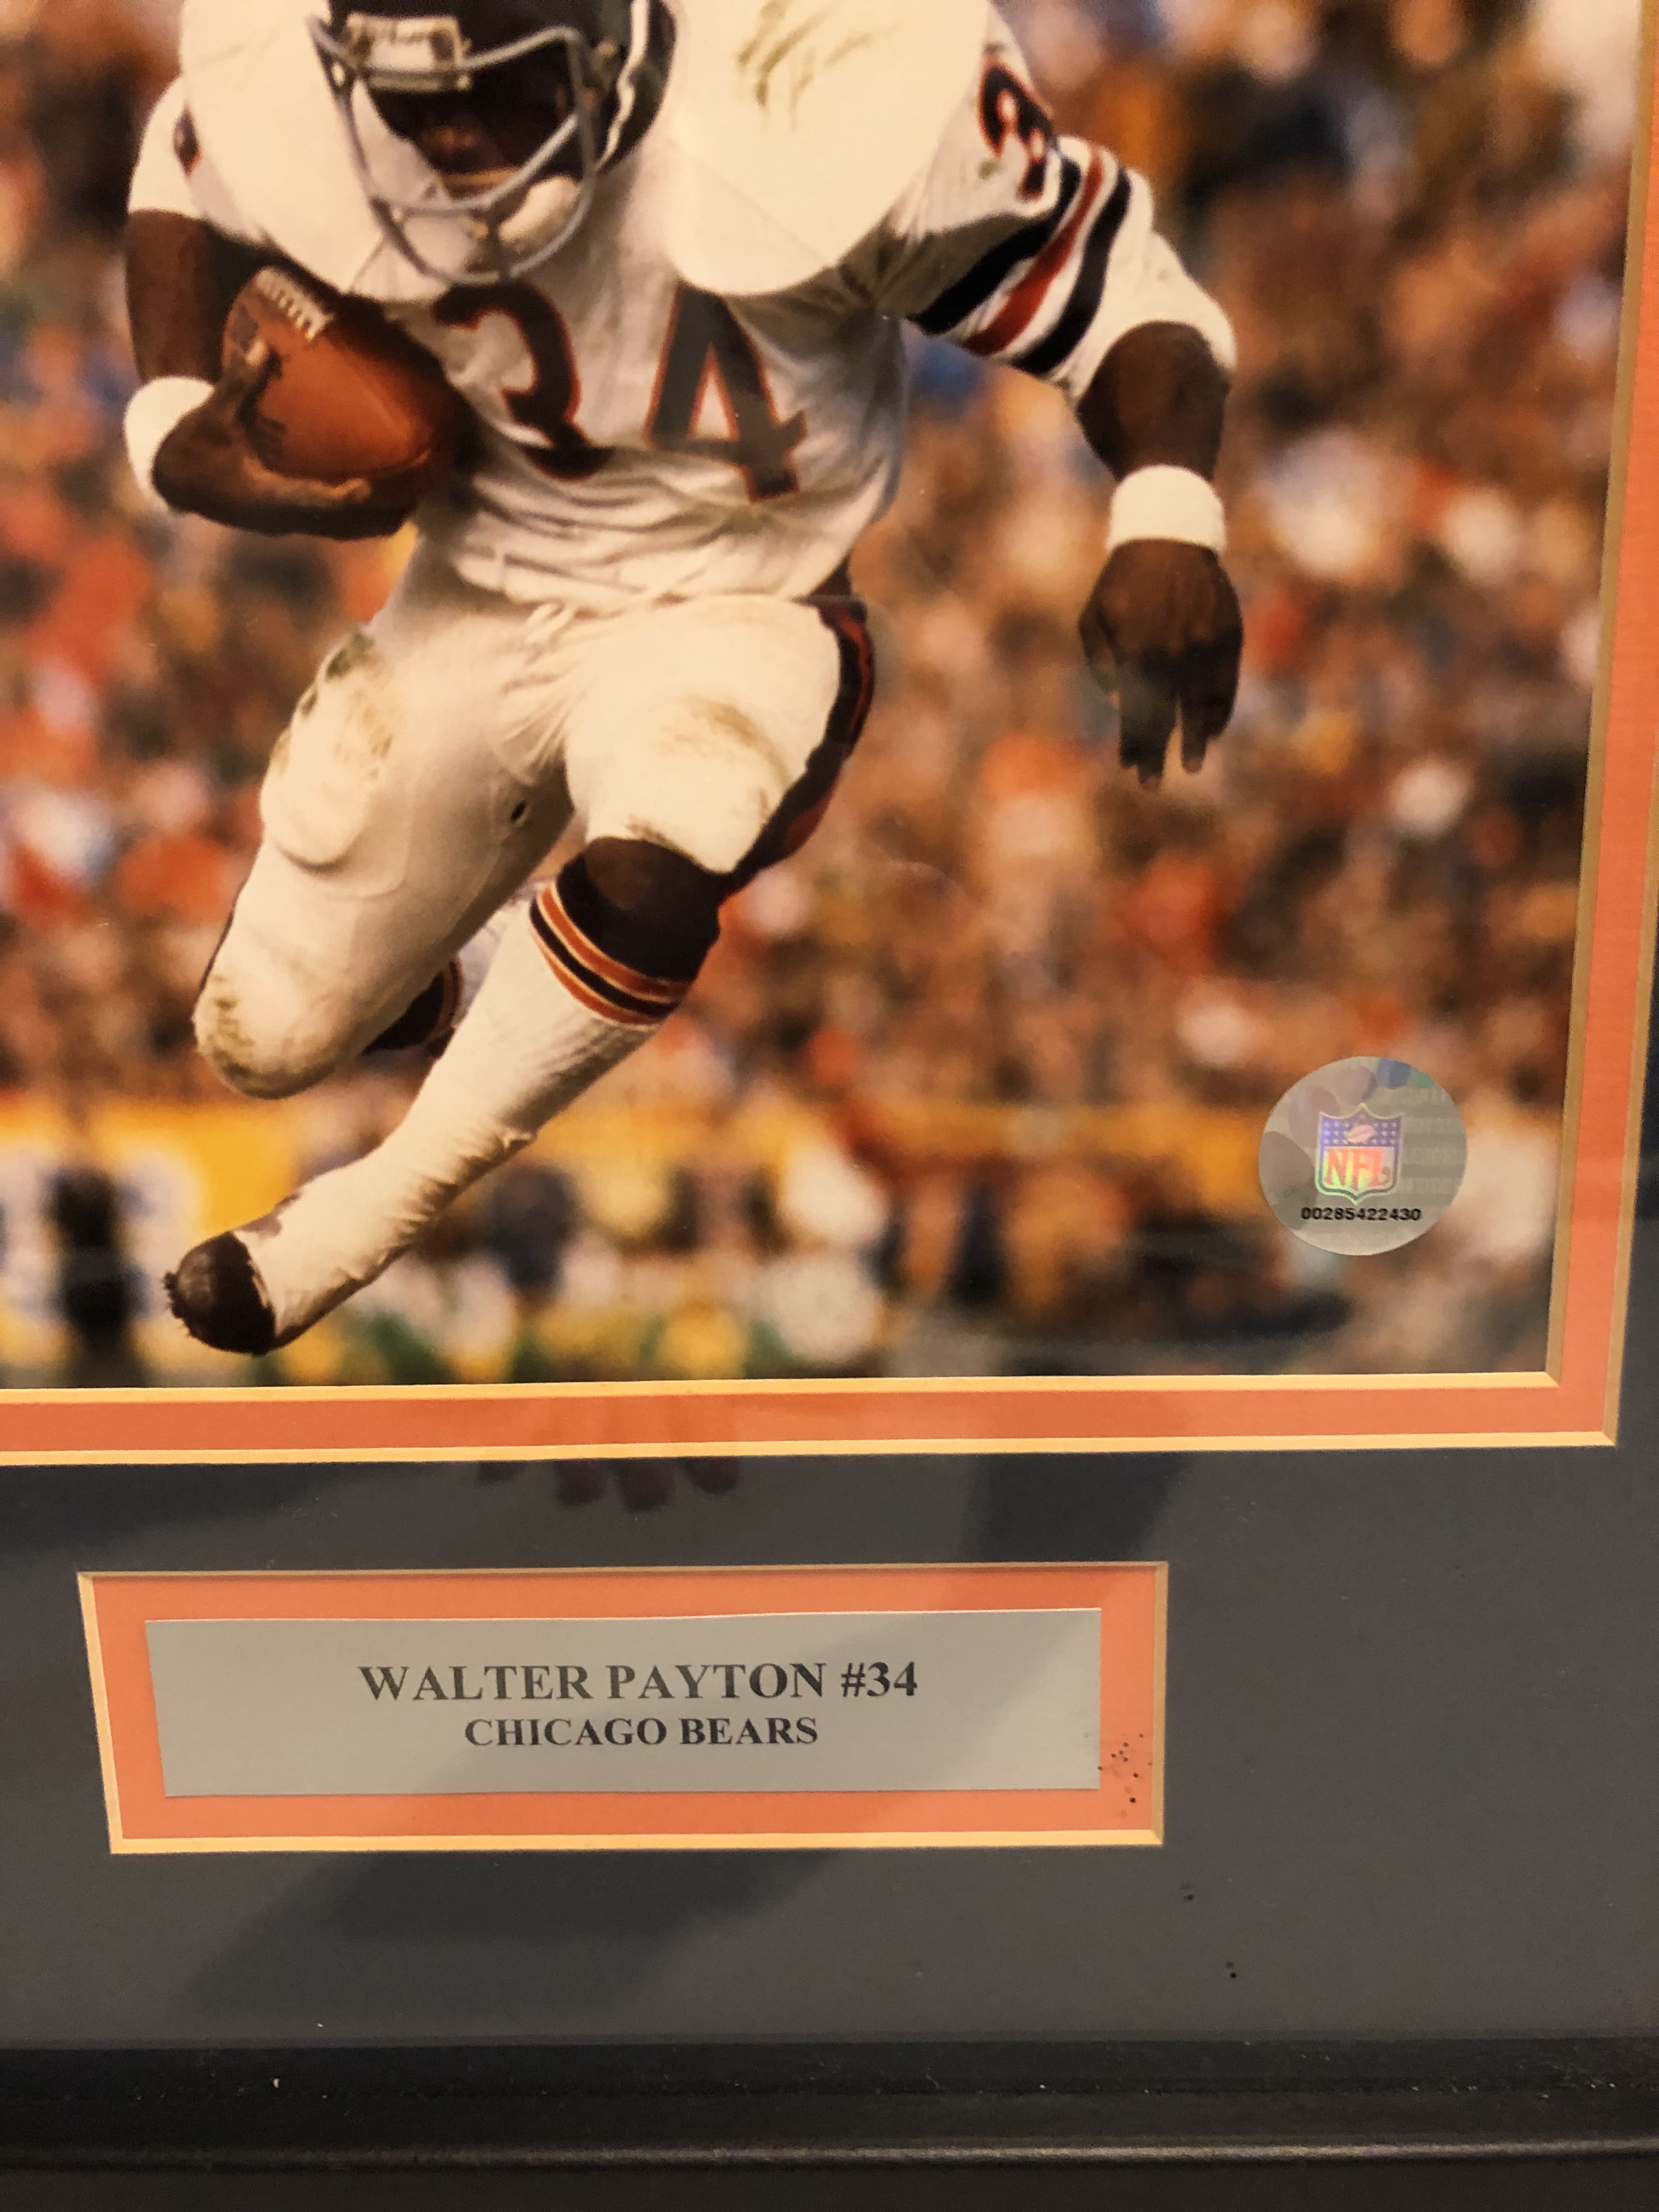 34
NFL
00285422430
WALTER PAYTON #34
CHICAGO BEARS